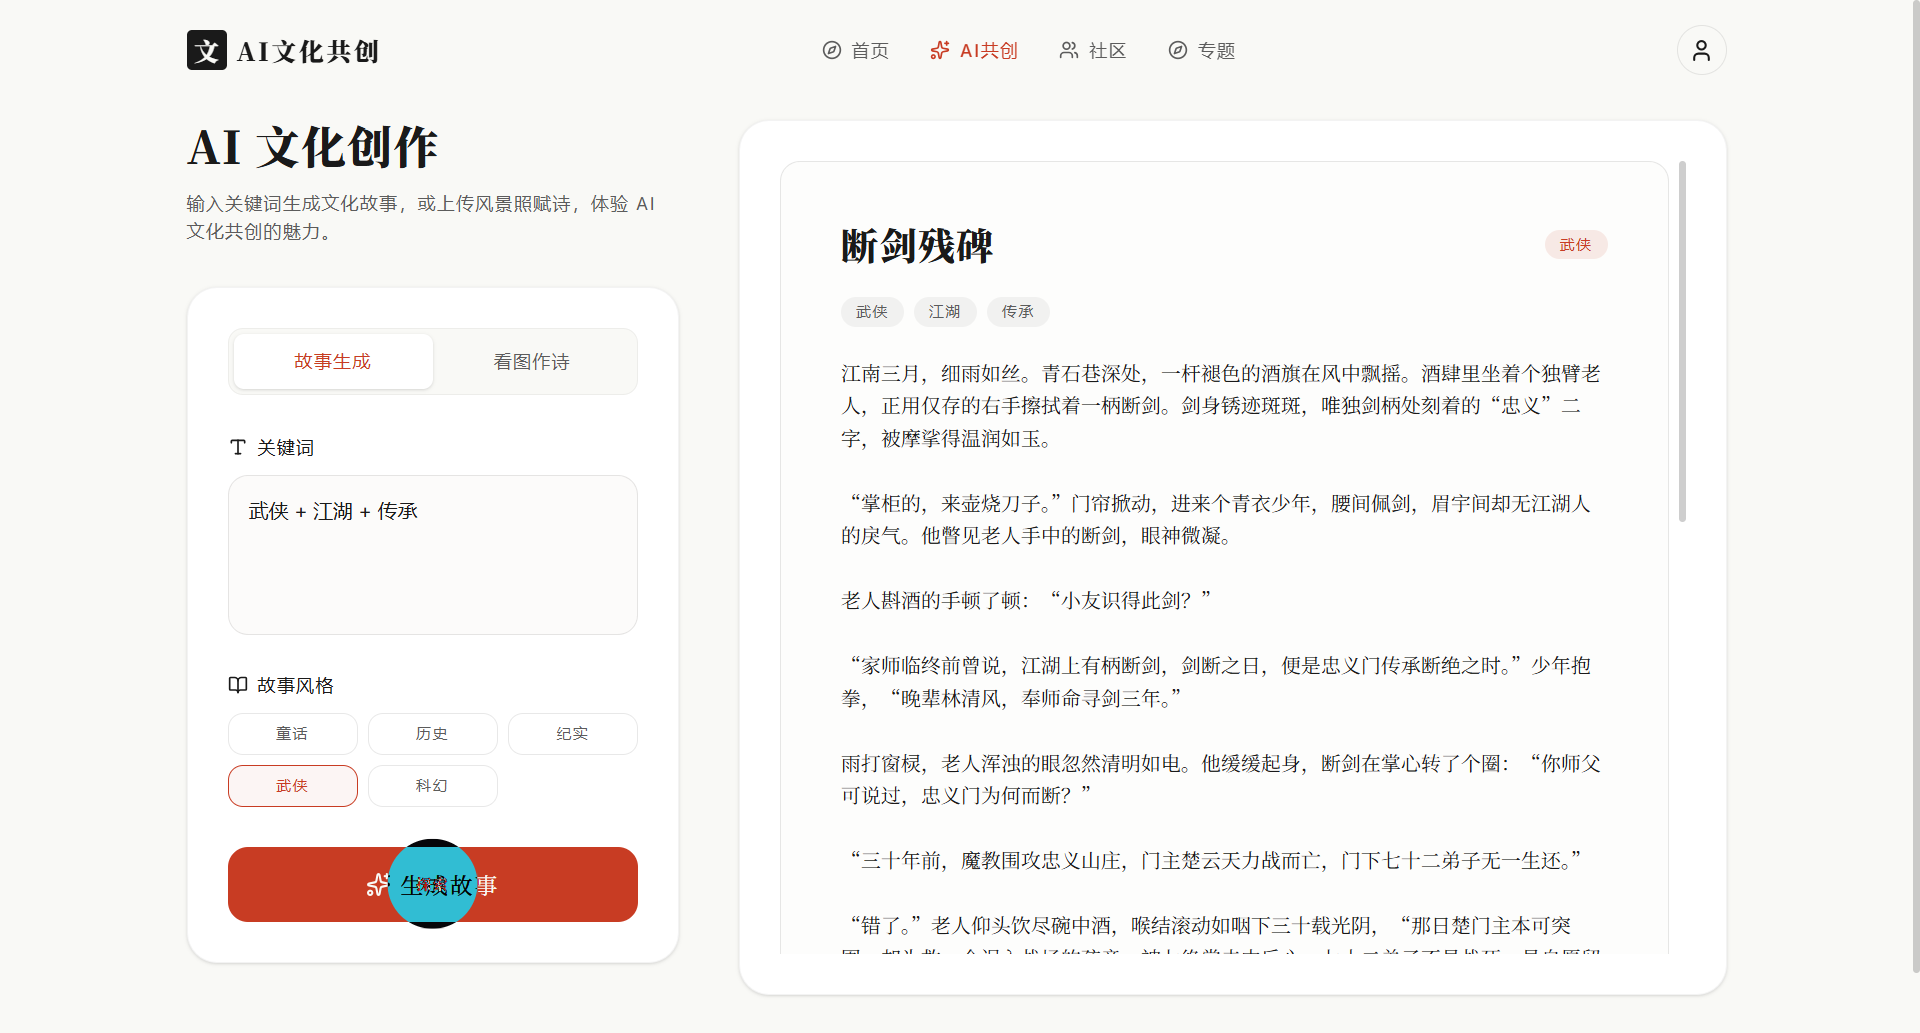 文 AI文化共创
首页
AI共创
社区
专题
AI 文化创作
输入关键词生成文化故事，或上传风景照赋诗，体验 AI
文化共创的魅力。
故事生成
看图作诗
关键词
武侠 + 江湖 + 传承
故事风格
童话
历史
纪实
武侠
科幻
生成故事
断剑残碑
武侠
武侠
江湖
传承
江南三月，细雨如丝。青石巷深处，一杆褪色的酒旗在风中飘摇。酒肆里坐着个独臂老
人，正用仅存的右手擦拭着一柄断剑。剑身锈迹斑斑，唯独剑柄处刻着的“忠义”二
字，被摩挲得温润如玉。
“掌柜的，来壶烧刀子。”门帘掀动，进来个青衣少年，腰间佩剑，眉宇间却无江湖人
的戾气。他瞥见老人手中的断剑，眼神微凝。
老人斟酒的手顿了顿：“小友识得此剑？”
“家师临终前曾说，江湖上有柄断剑，剑断之日，便是忠义门传承断绝之时。”少年抱
拳，“晚辈林清风，奉师命寻剑三年。”
雨打窗棂，老人浑浊的眼忽然清明如电。他缓缓起身，断剑在掌心转了个圈：“你师父
可说过，忠义门为何而断？”
“三十年前，魔教围攻忠义山庄，门主楚云天力战而亡，门下七十二弟子无一生还。”
“错了。”老人仰头饮尽碗中酒，喉结滚动如咽下三十载光阴，“那日楚门主本可突